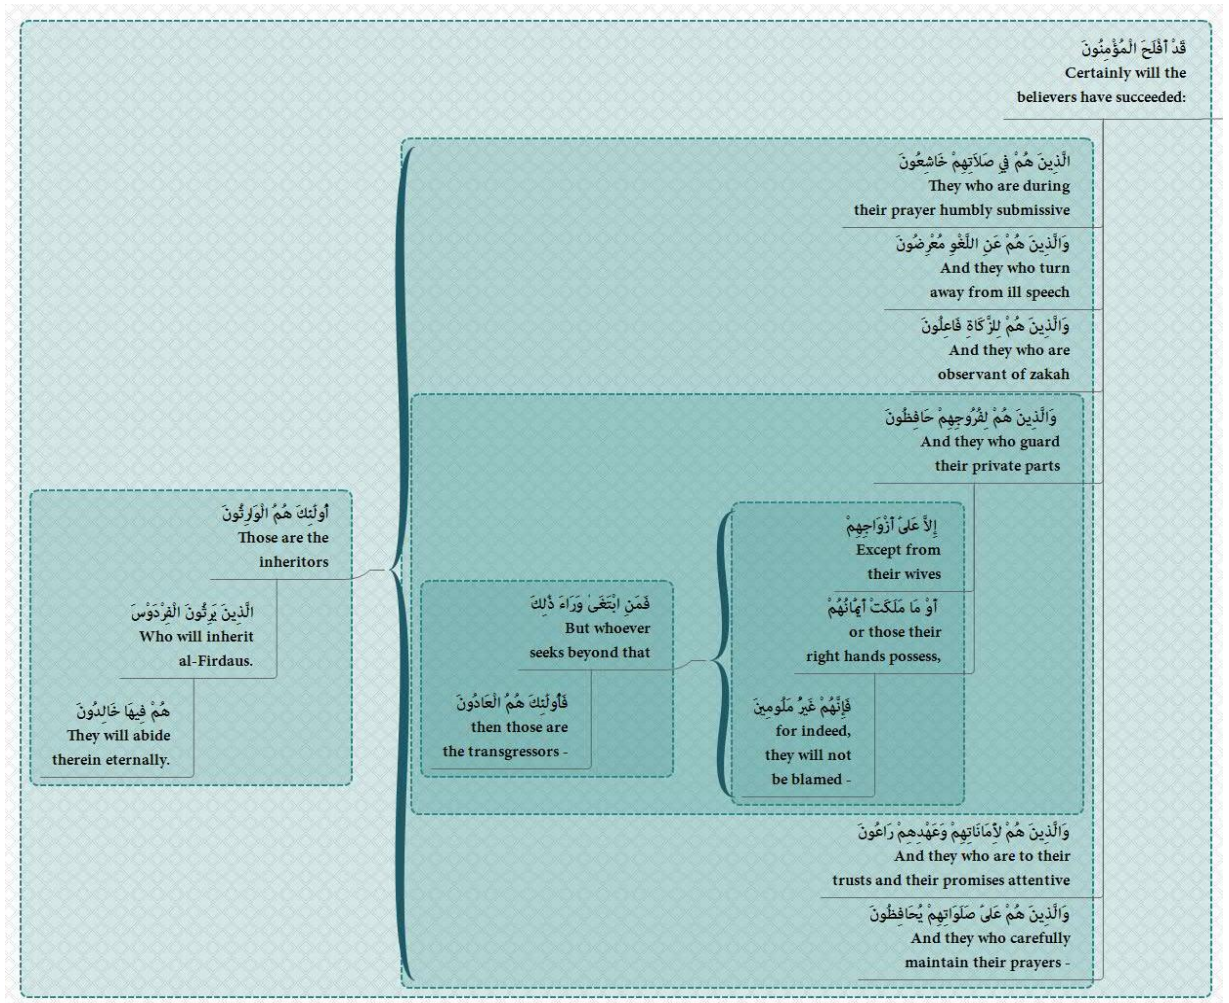 قَدْ أَفْلَحَ الْمُؤْمِنُونَ
Certainly will the
believers have succeeded:
الَّذِينَ هُمْ فِي صَلَاتِهِمْ خَاشِعُونَ
They who are during
their prayer humbly submissive
وَالَّذِينَ هُمْ عَنِ اللَّغْوِ مُعْرِضُونَ
And they who turn
away from ill speech
وَالَّذِينَ هُمْ لِلزَّكَاةِ فَاعِلُونَ
And they who are
observant of zakah
وَالَّذِينَ هُمْ لِفُرُوجِهِمْ حَافِظُونَ
And they who guard
their private parts
إِلَّا عَلَىٰ أَزْوَاجِهِمْ
Except from
their wives
أَوْ مَا مَلَكَتْ أَيْمَانُهُمْ
or those their
right hands possess,
فَإِنَّهُمْ غَيْرُ مَلُومِينَ
for indeed,
they will not
be blamed -
فَمَنِ ابْتَغَىٰ وَرَاءَ ذَٰلِكَ
But whoever
seeks beyond that
فَأُولَٰئِكَ هُمُ الْعَادُونَ
then those are
the transgressors -
وَالَّذِينَ هُمْ لِأَمَانَاتِهِمْ وَعَهْدِهِمْ رَاعُونَ
And they who are to their
trusts and their promises attentive
وَالَّذِينَ هُمْ عَلَىٰ صَلَوَاتِهِمْ يُحَافِظُونَ
And they who carefully
maintain their prayers -
أُولَٰئِكَ هُمُ الْوَارِثُونَ
Those are the
inheritors
الَّذِينَ يَرِثُونَ الْفِرْدَوْسَ
Who will inherit
al-Firdaus.
هُمْ فِيهَا خَالِدُونَ
They will abide
therein eternally.